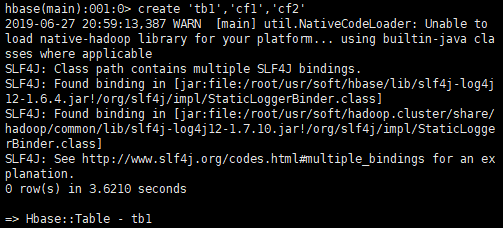 hbase(main):001:0> create 'tb1','cf1','cf2'
2019-06-27 20:59:13,387 WARN  [main] util.NativeCodeLoader: Unable to
load native-hadoop library for your platform... using builtin-java cla
sses where applicable
SLF4J: Class path contains multiple SLF4J bindings.
SLF4J: Found binding in [jar:file:/root/usr/soft/hbase/lib/slf4j-log4j
12-1.6.4.jar!/org/slf4j/impl/StaticLoggerBinder.class]
SLF4J: Found binding in [jar:file:/root/usr/soft/hadoop.cluster/share/
hadoop/common/lib/slf4j-log4j12-1.7.10.jar!/org/slf4j/impl/StaticLogge
rBinder.class]
SLF4J: See http://www.slf4j.org/codes.html#multiple_bindings for an ex
planation.
0 row(s) in 3.6210 seconds
=> Hbase::Table - tb1